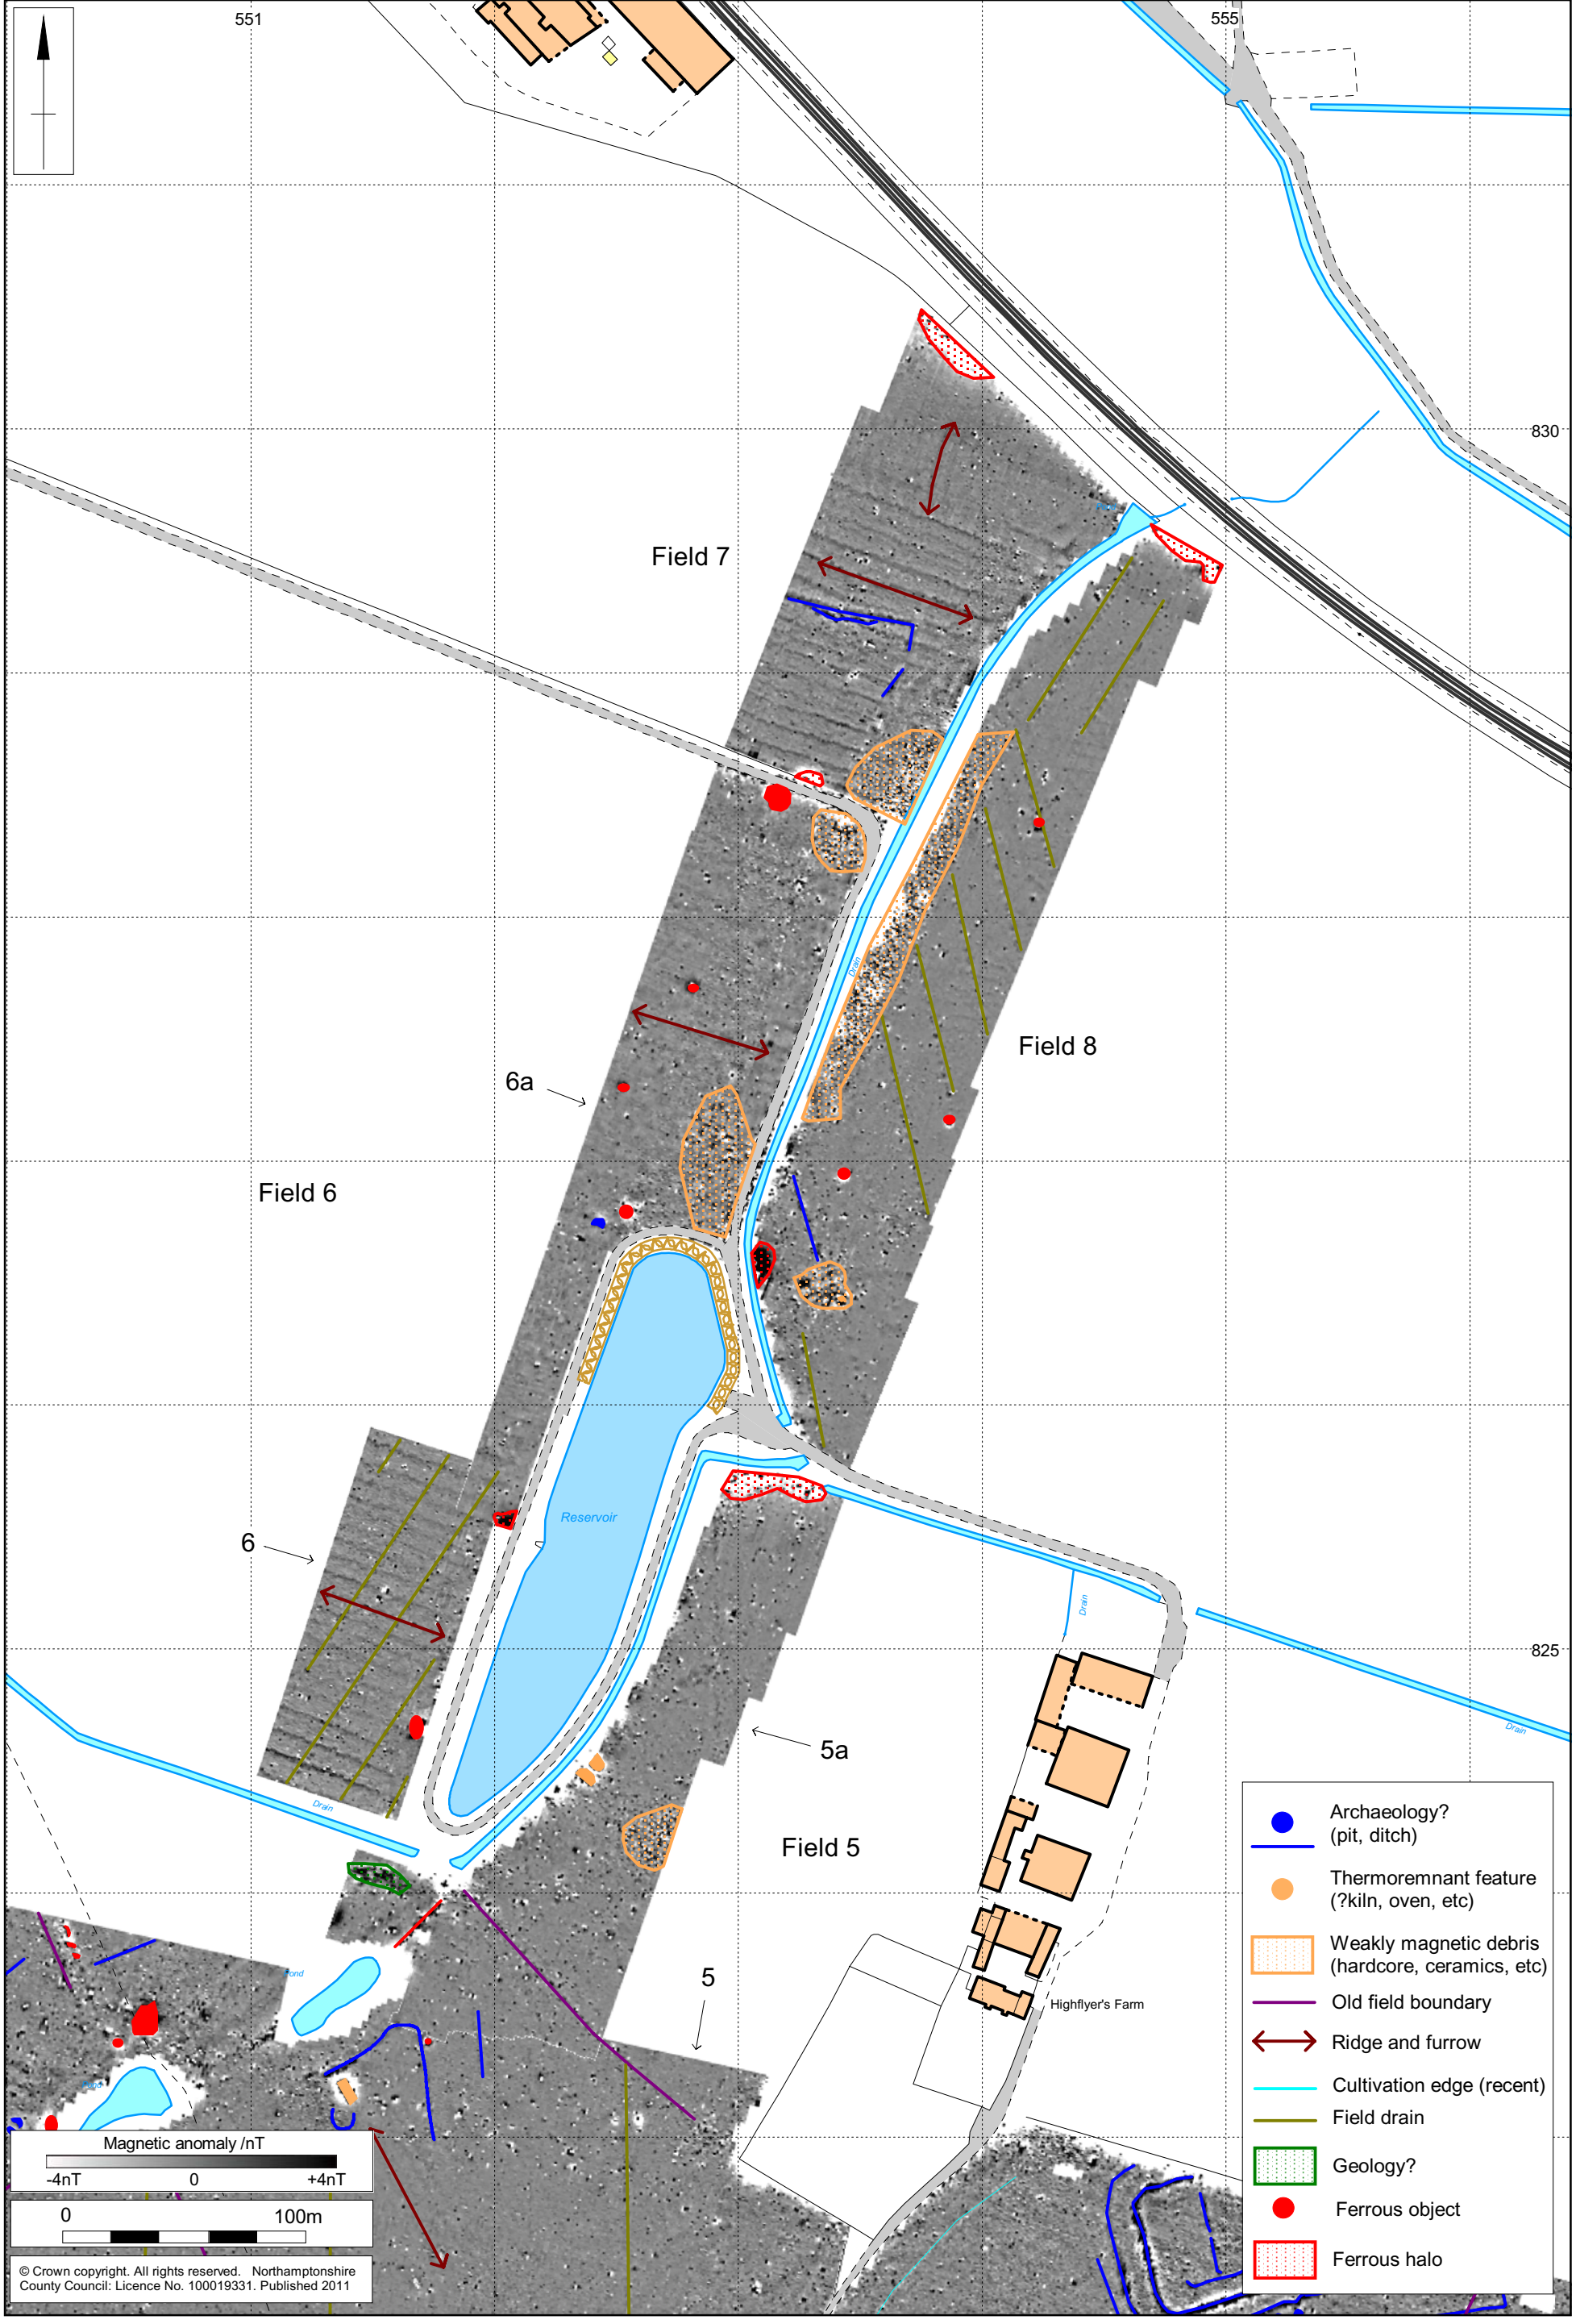 551
555
830
Field 7
Drain
Field 8
6a
Field 6
Reservoir
6
Drain
825
Drain
5a
Drain
Field 5
5
Pond
Highflyer's Farm
Pond
Archaeology?
(pit, ditch)
Thermoremnant feature
(?kiln, oven, etc)
Weakly magnetic debris
(hardcore, ceramics, etc)
Old field boundary
Ridge and furrow
Cultivation edge (recent)
Field drain
Geology?
Ferrous object
Ferrous halo
Magnetic anomaly /nT
-4nT 0 +4nT
0 100m
© Crown copyright. All rights reserved. Northamptonshire
County Council: Licence No. 100019331. Published 2011